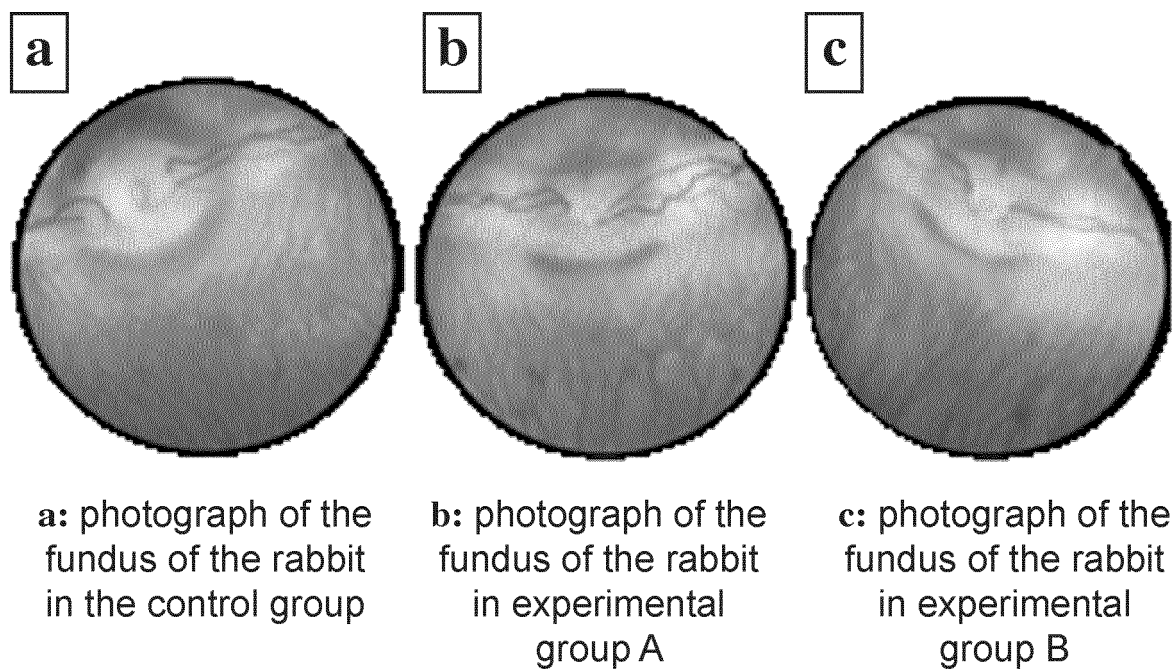 a
b
c
a: photograph of the
fundus of the rabbit
in the control group
b: photograph of the
fundus of the rabbit
in experimental
group A
c: photograph of the
fundus of the rabbit
in experimental
group B